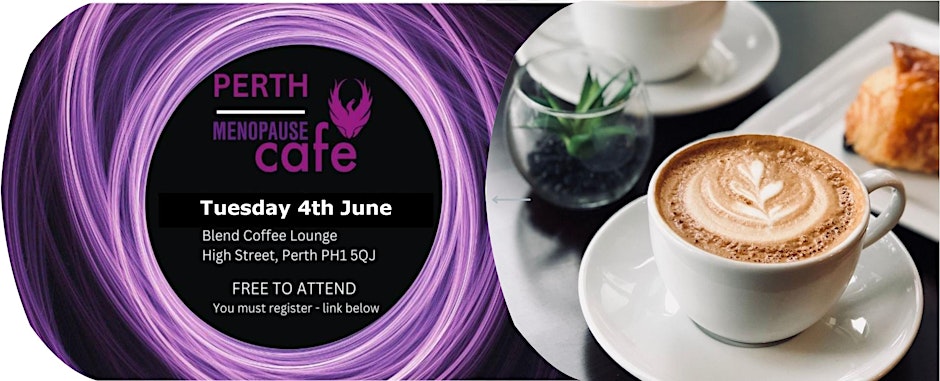 PERTH
MENOPAUSE
cafe
Tuesday 4th June
Blend Coffee Lounge
High Street, Perth PH1 5QJ
FREE TO ATTEND
You must register - link below